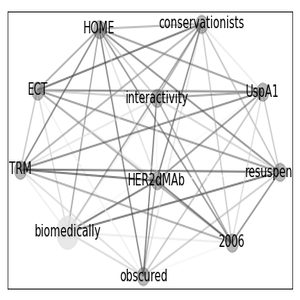 HOME
conservationists
ECT
interactivity
UspA1
TRM
HER2dMAb
resuspen
biomedically
2006
obscured